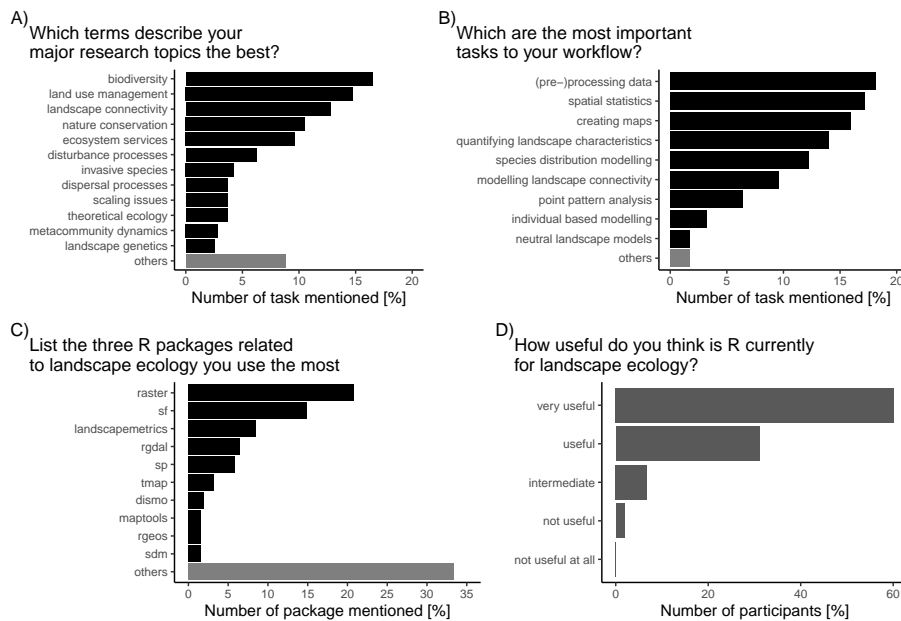 A)
Which terms describe your
major research topics the best?
biodiversity
land use management
landscape connectivity
nature conservation
ecosystem services
disturbance processes
invasive species
dispersal processes
scaling issues
theoretical ecology
metacommunity dynamics
landscape genetics
others
0 5 10 15 20
Number of task mentioned [%]
B)
Which are the most important
tasks to your workflow?
(pre−)processing data
spatial statistics
creating maps
quantifying landscape characteristics
species distribution modelling
modelling landscape connectivity
point pattern analysis
individual based modelling
neutral landscape models
others
0 5 10 15 20
Number of task mentioned [%]
C)
List the three R packages related
to landscape ecology you use the most
raster
sf
landscapemetrics
rgdal
sp
tmap
dismo
maptools
rgeos
sdm
others
0 5 10 15 20 25 30 35
Number of package mentioned [%]
D)
How useful do you think is R currently
for landscape ecology?
very useful
useful
intermediate
not useful
not useful at all
0 20 40 60
Number of participants [%]